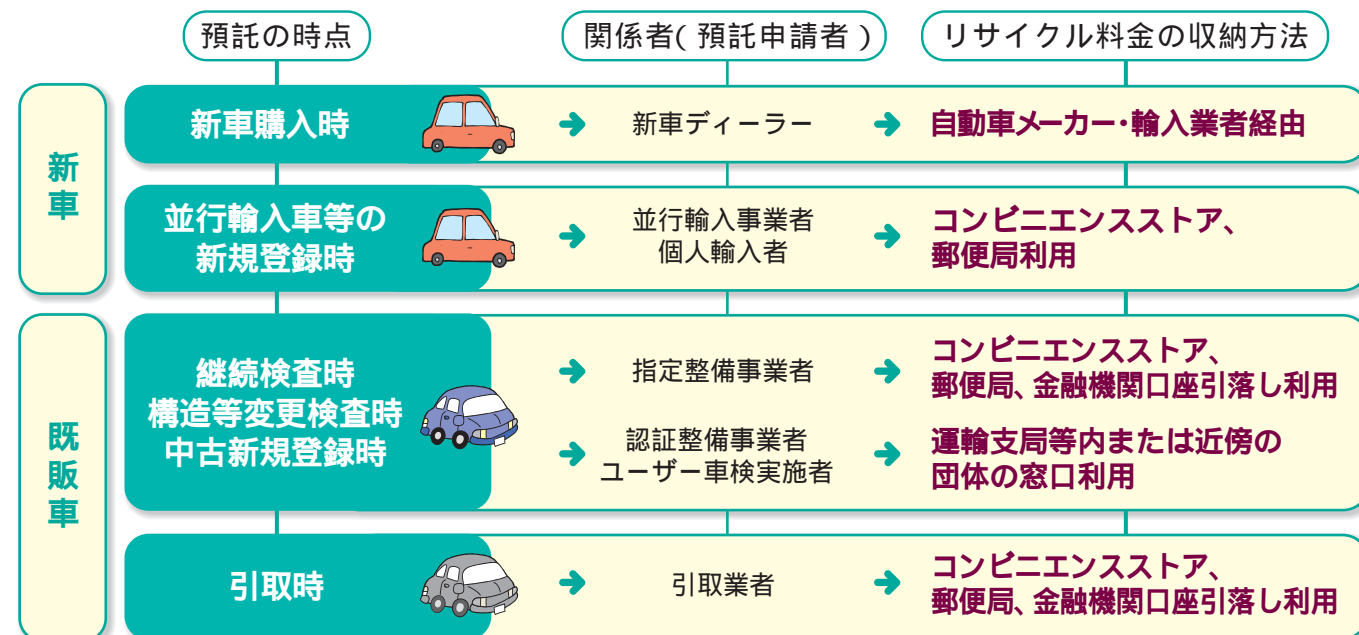 預託の時点
関係者(預託申請者)
リサイクル料金の収納方法
新車
新車購入時
新車ディーラー
自動車メーカー・輸入業者経由
並行輸入車等の
新規登録時
並行輸入事業者
個人輸入者
コンビニエンスストア、
郵便局利用
既販車
継続検査時
構造等変更検査時
中古新規登録時
指定整備事業者
コンビニエンスストア、
郵便局、金融機関口座引落し利用
認証整備事業者
ユーザー車検実施者
運輸支局等内または近傍の
団体の窓口利用
引取時
引取業者
コンビニエンスストア、
郵便局、金融機関口座引落し利用